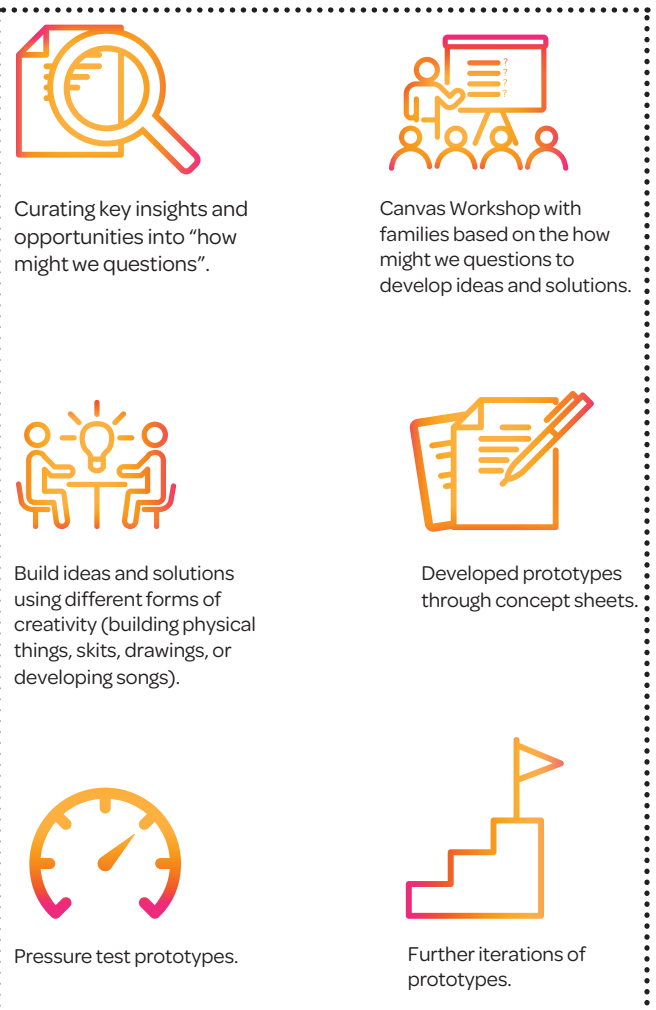 ?
?
?
?
Curating key insights and
opportunities into “how
might we questions”.
Canvas Workshop with
families based on the how
might we questions to
develop ideas and solutions.
Build ideas and solutions
using different forms of
creativity (building physical
things, skits, drawings, or
developing songs).
Developed prototypes
through concept sheets.
Pressure test prototypes.
Further iterations of
prototypes.